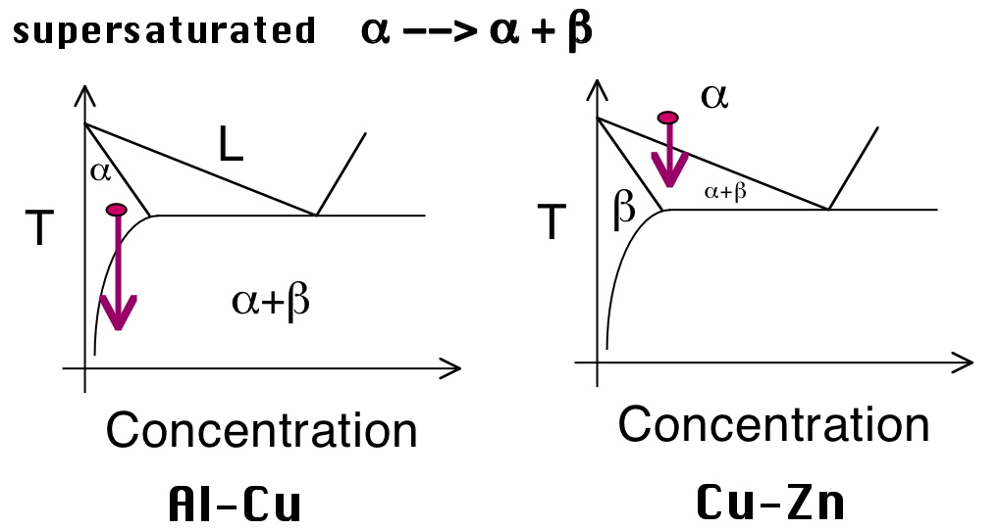 supersaturated α --> α + β
L
α
T
α+β
Concentration
Al-Cu
α
α+β
β
T
Concentration
Cu-Zn